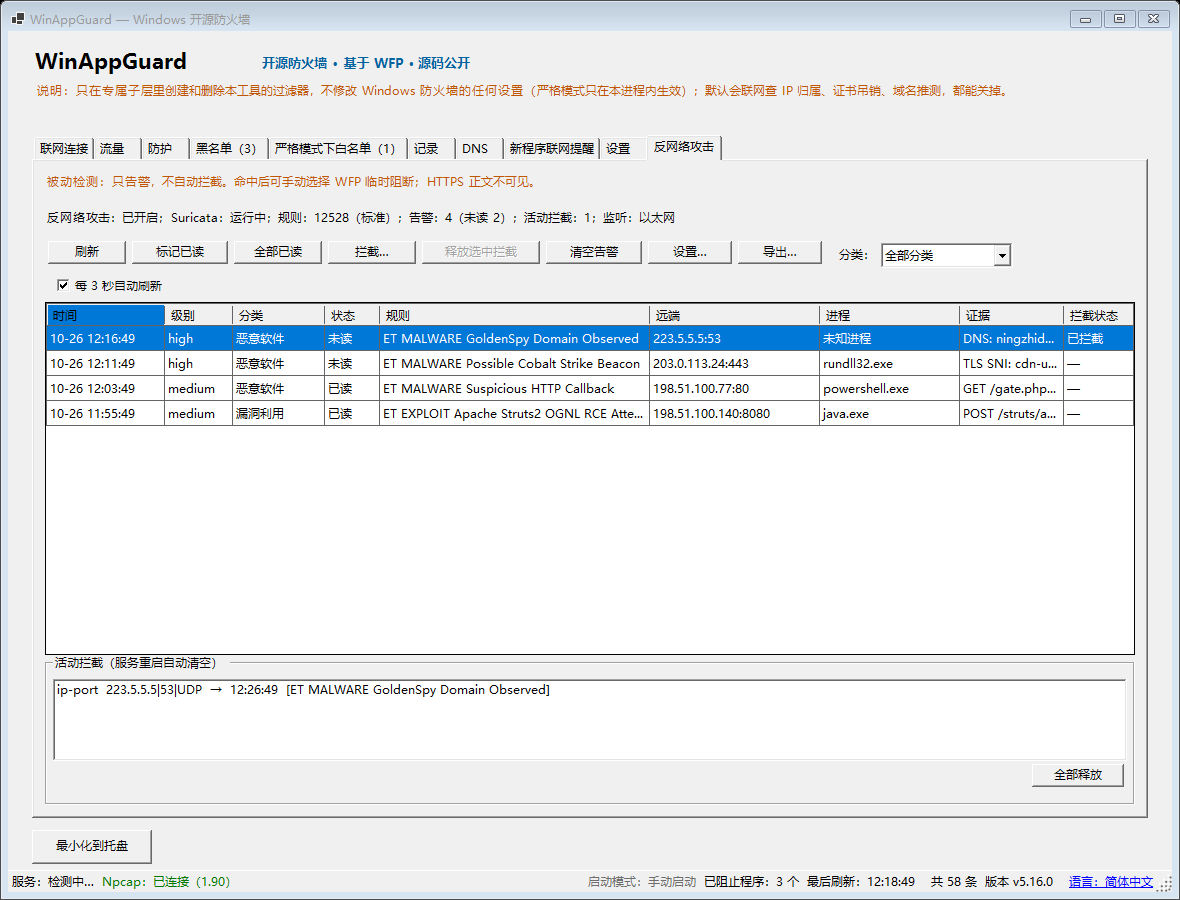 WinAppGuard — Windows 开源防火墙
WinAppGuard 开源防火墙 • 基于 WFP • 源码公开
说明：只在专属子层里创建和删除本工具的过滤器，不修改 Windows 防火墙的任何设置（严格模式只在本进程内生效）；默认会联网查 IP 归属、证书吊销、域名推测，都能关掉。
联网连接 流量 防护 黑名单（3） 严格模式下白名单（1） 记录 DNS 新程序联网提醒 设置 反网络攻击
被动检测：只告警，不自动拦截。命中后可手动选择 WFP 临时阻断；HTTPS 正文不可见。
反网络攻击：已开启；Suricata：运行中；规则：12528（标准）；告警：4（未读 2）；活动拦截：1；监听：以太网
刷新 标记已读 全部已读 拦截... 释放选中拦截 清空告警 设置... 导出... 分类： 全部分类
每 3 秒自动刷新
时间 级别 分类 状态 规则 远端 进程 证据 拦截状态
10-26 12:16:49 high 恶意软件 未读 ET MALWARE GoldenSpy Domain Observed 223.5.5.5:53 未知进程 DNS: ningzhid... 已拦截
10-26 12:11:49 high 恶意软件 未读 ET MALWARE Possible Cobalt Strike Beacon 203.0.113.24:443 rundll32.exe TLS SNI: cdn-u... —
10-26 12:03:49 medium 恶意软件 已读 ET MALWARE Suspicious HTTP Callback 198.51.100.77:80 powershell.exe GET /gate.php... —
10-26 11:55:49 medium 漏洞利用 已读 ET EXPLOIT Apache Struts2 OGNL RCE Atte... 198.51.100.140:8080 java.exe POST /struts/a... —
活动拦截（服务重启自动清空）
ip-port 223.5.5.5|53|UDP → 12:26:49 [ET MALWARE GoldenSpy Domain Observed]
全部释放
最小化到托盘
服务：检测中... Npcap：已连接（1.90） 启动模式：手动启动 已阻止程序：3 个 最后刷新：12:18:49 共 58 条 版本 v5.16.0 语言：简体中文